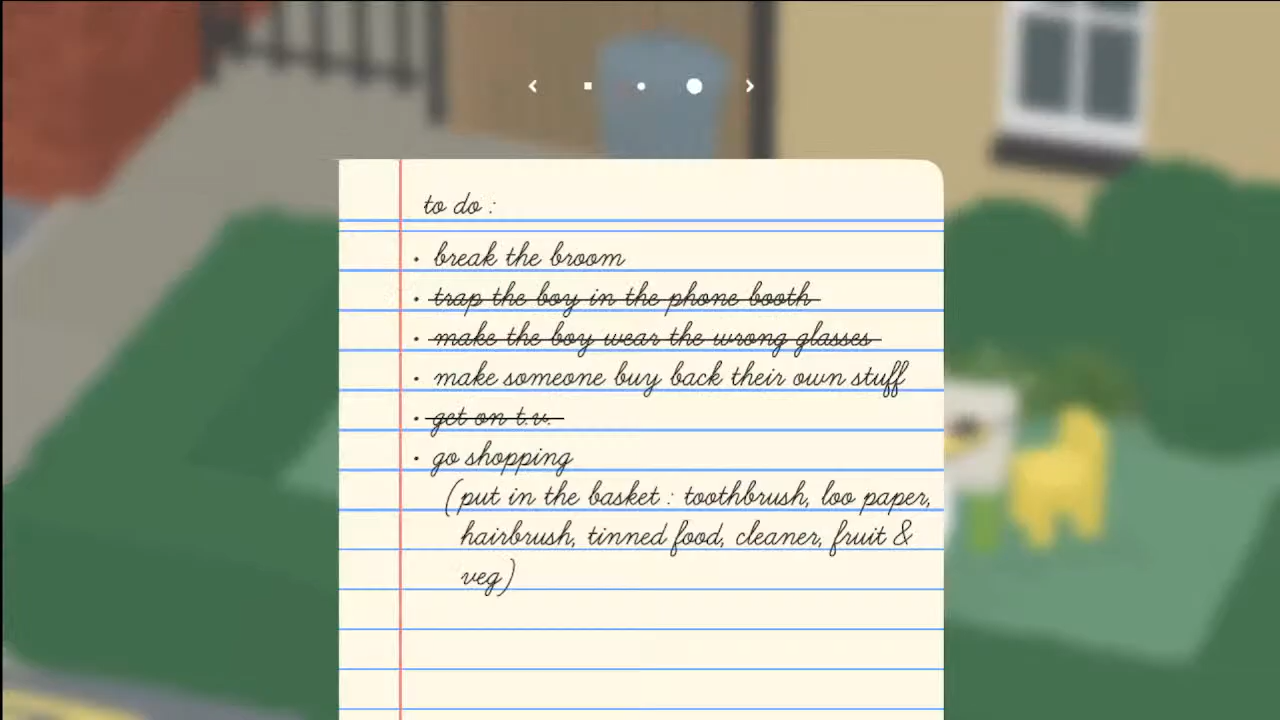 to do :
• break the broom
• trap the boy in the phone booth
• make the boy wear the wrong glasses
• make someone buy back their own stuff
• get on t.v.
• go shopping
(put in the basket : toothbrush, loo paper,
hairbrush, tinned food, cleaner, fruit &
veg)